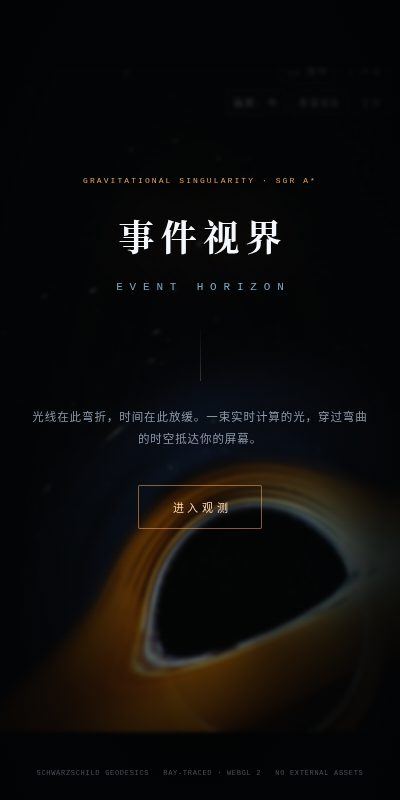 GRAVITATIONAL SINGULARITY · SGR A*
事件视界
EVENT HORIZON
光线在此弯折，时间在此放缓。一束实时计算的光，穿过弯曲
的时空抵达你的屏幕。
进入观测
SCHWARZSCHILD GEODESICS RAY-TRACED · WEBGL 2 NO EXTERNAL ASSETS